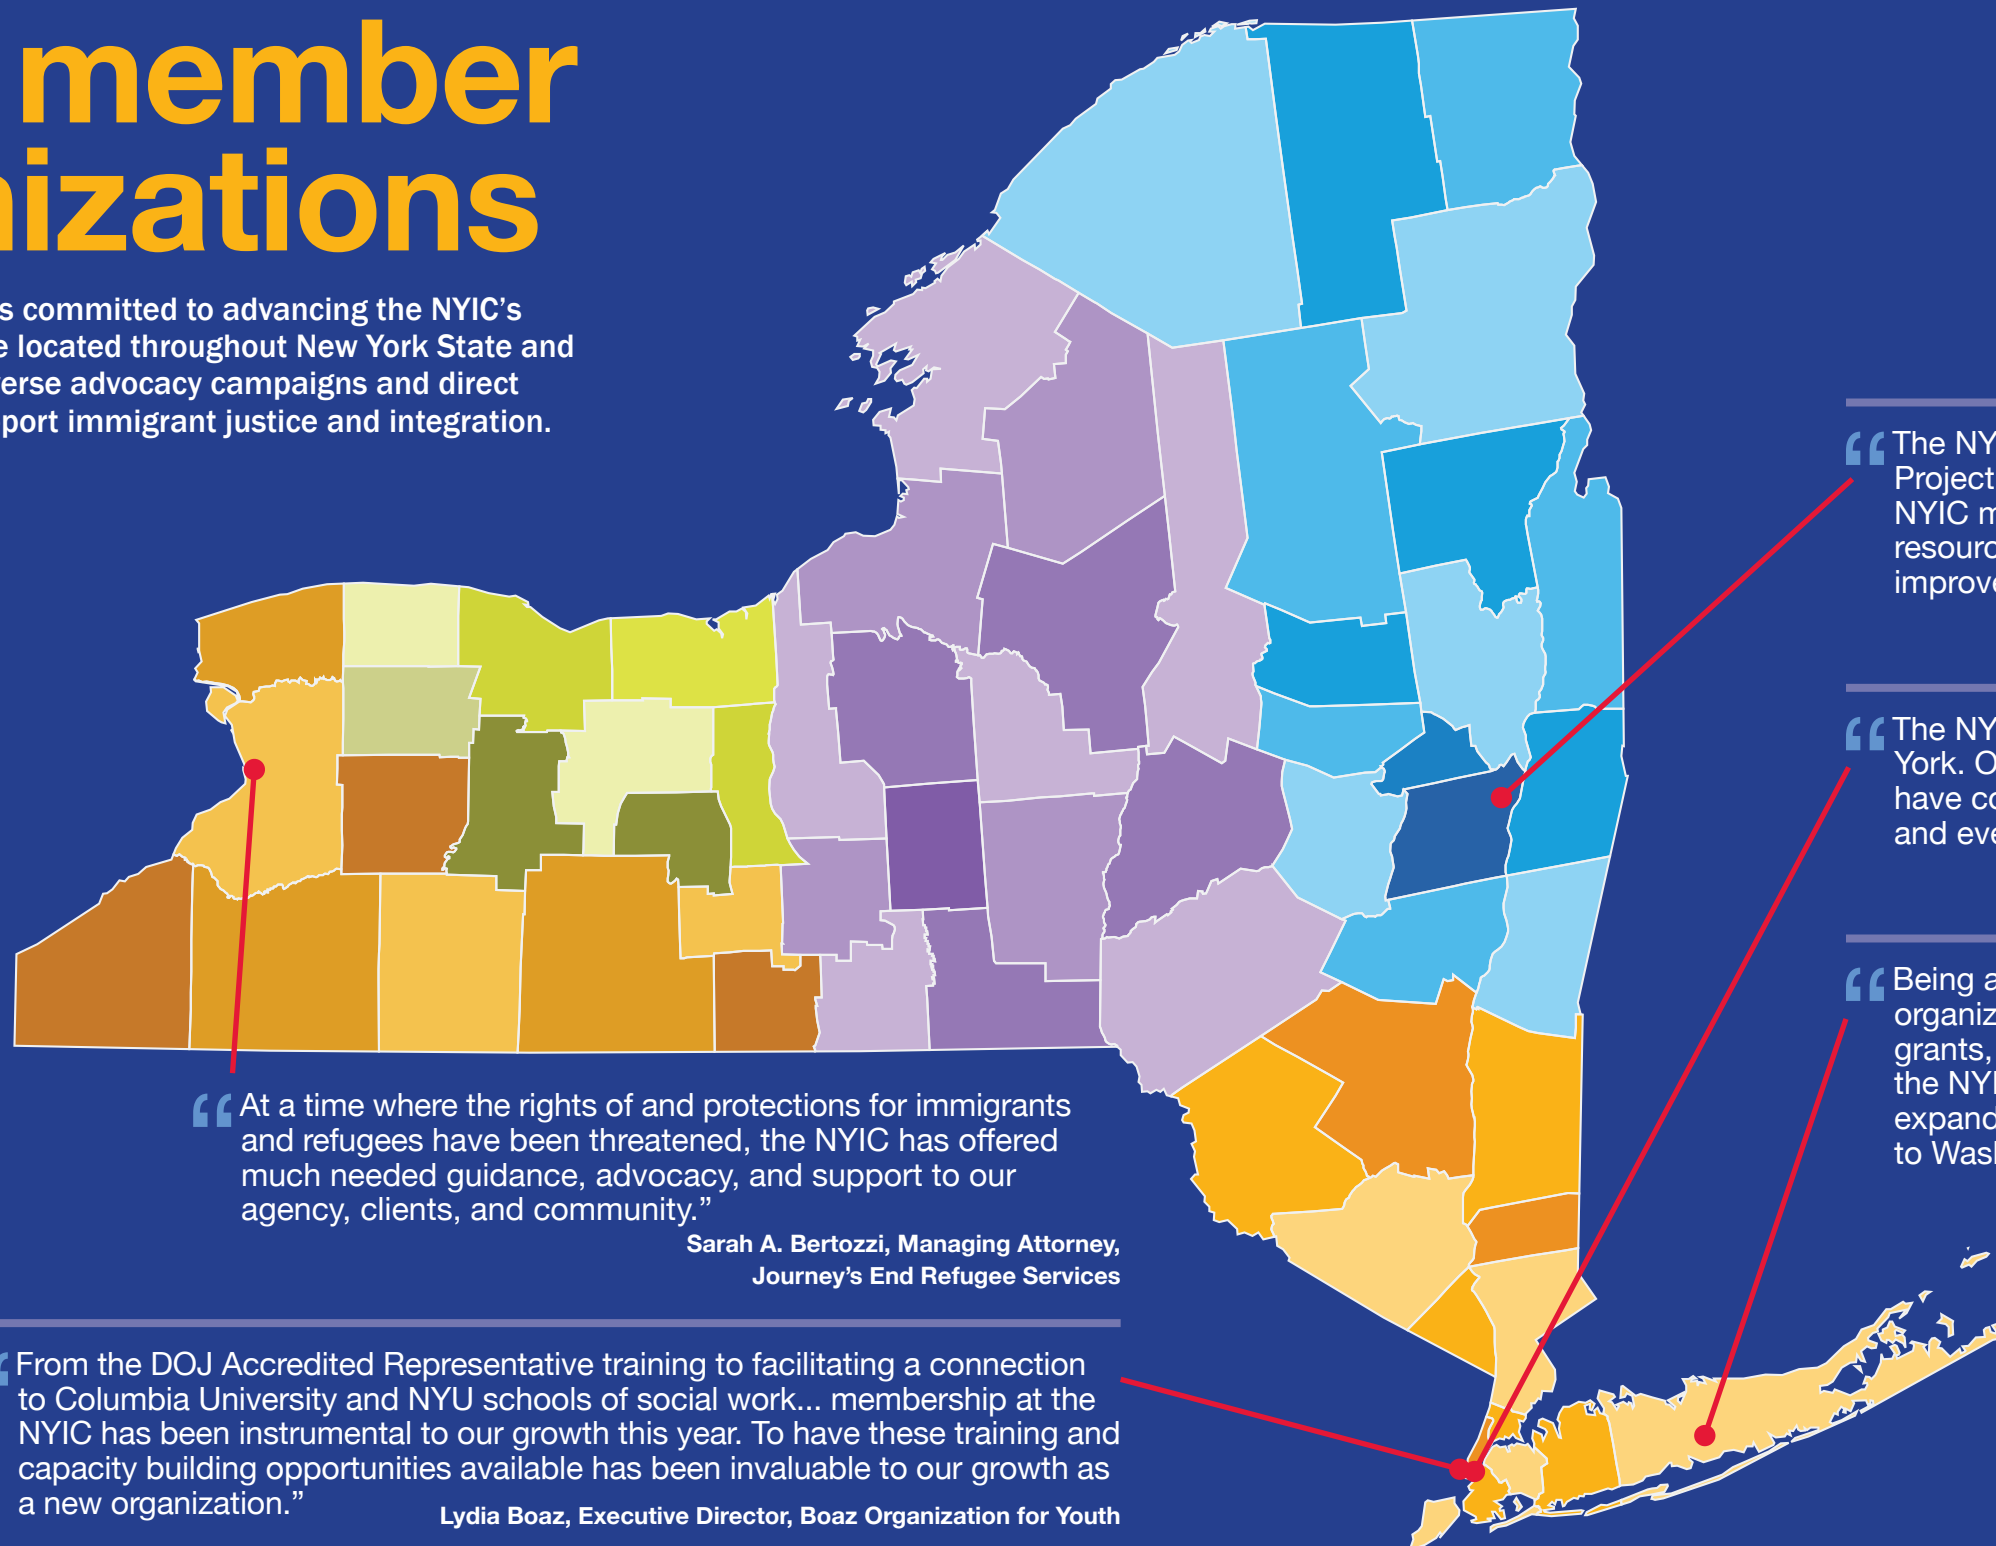 member
nizations
s committed to advancing the NYIC’s
e located throughout New York State and
verse advocacy campaigns and direct
port immigrant justice and integration.
“The NY
Project
NYIC m
resourc
improve
“The NY
York. O
have co
and eve
“Being a
organiz
grants,
the NYI
expand
to Wash
“At a time where the rights of and protections for immigrants
and refugees have been threatened, the NYIC has offered
much needed guidance, advocacy, and support to our
agency, clients, and community.”
Sarah A. Bertozzi, Managing Attorney,
Journey’s End Refugee Services
“From the DOJ Accredited Representative training to facilitating a connection
to Columbia University and NYU schools of social work... membership at the
NYIC has been instrumental to our growth this year. To have these training and
capacity building opportunities available has been invaluable to our growth as
a new organization.”
Lydia Boaz, Executive Director, Boaz Organization for Youth